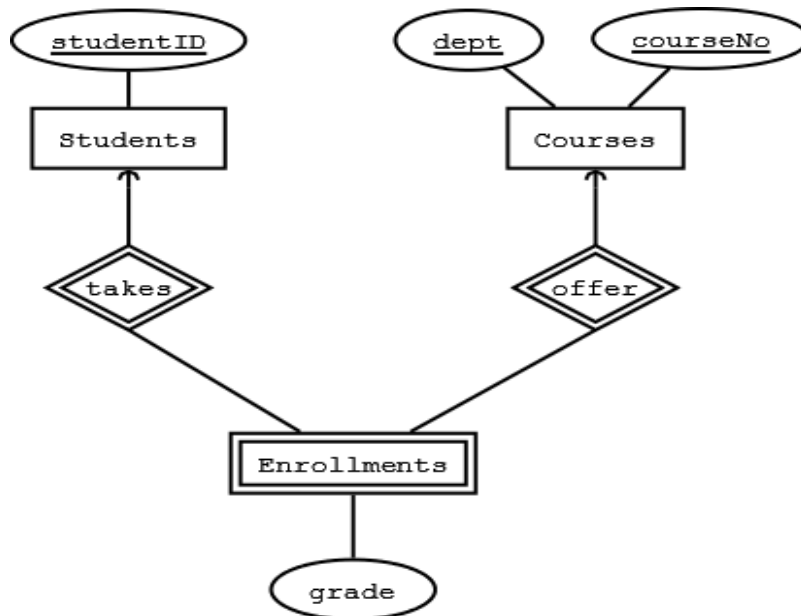 studentID
dept
courseNo
Students
Courses
takes
offer
Enrollments
grade